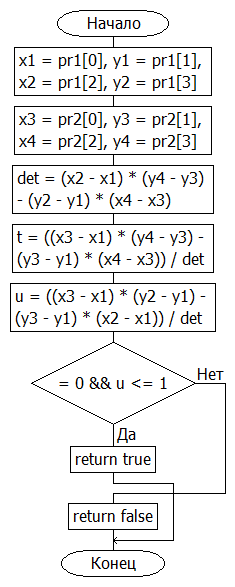 Начало
x1 = pr1[0], y1 = pr1[1],
x2 = pr1[2], y2 = pr1[3]
x3 = pr2[0], y3 = pr2[1],
x4 = pr2[2], y4 = pr2[3]
det = (x2 - x1) * (y4 - y3)
- (y2 - y1) * (x4 - x3)
t = ((x3 - x1) * (y4 - y3) -
(y3 - y1) * (x4 - x3)) / det
u = ((x3 - x1) * (y2 - y1) -
(y3 - y1) * (x2 - x1)) / det
= 0 && u <= 1
Нет
Да
return true
return false
Конец